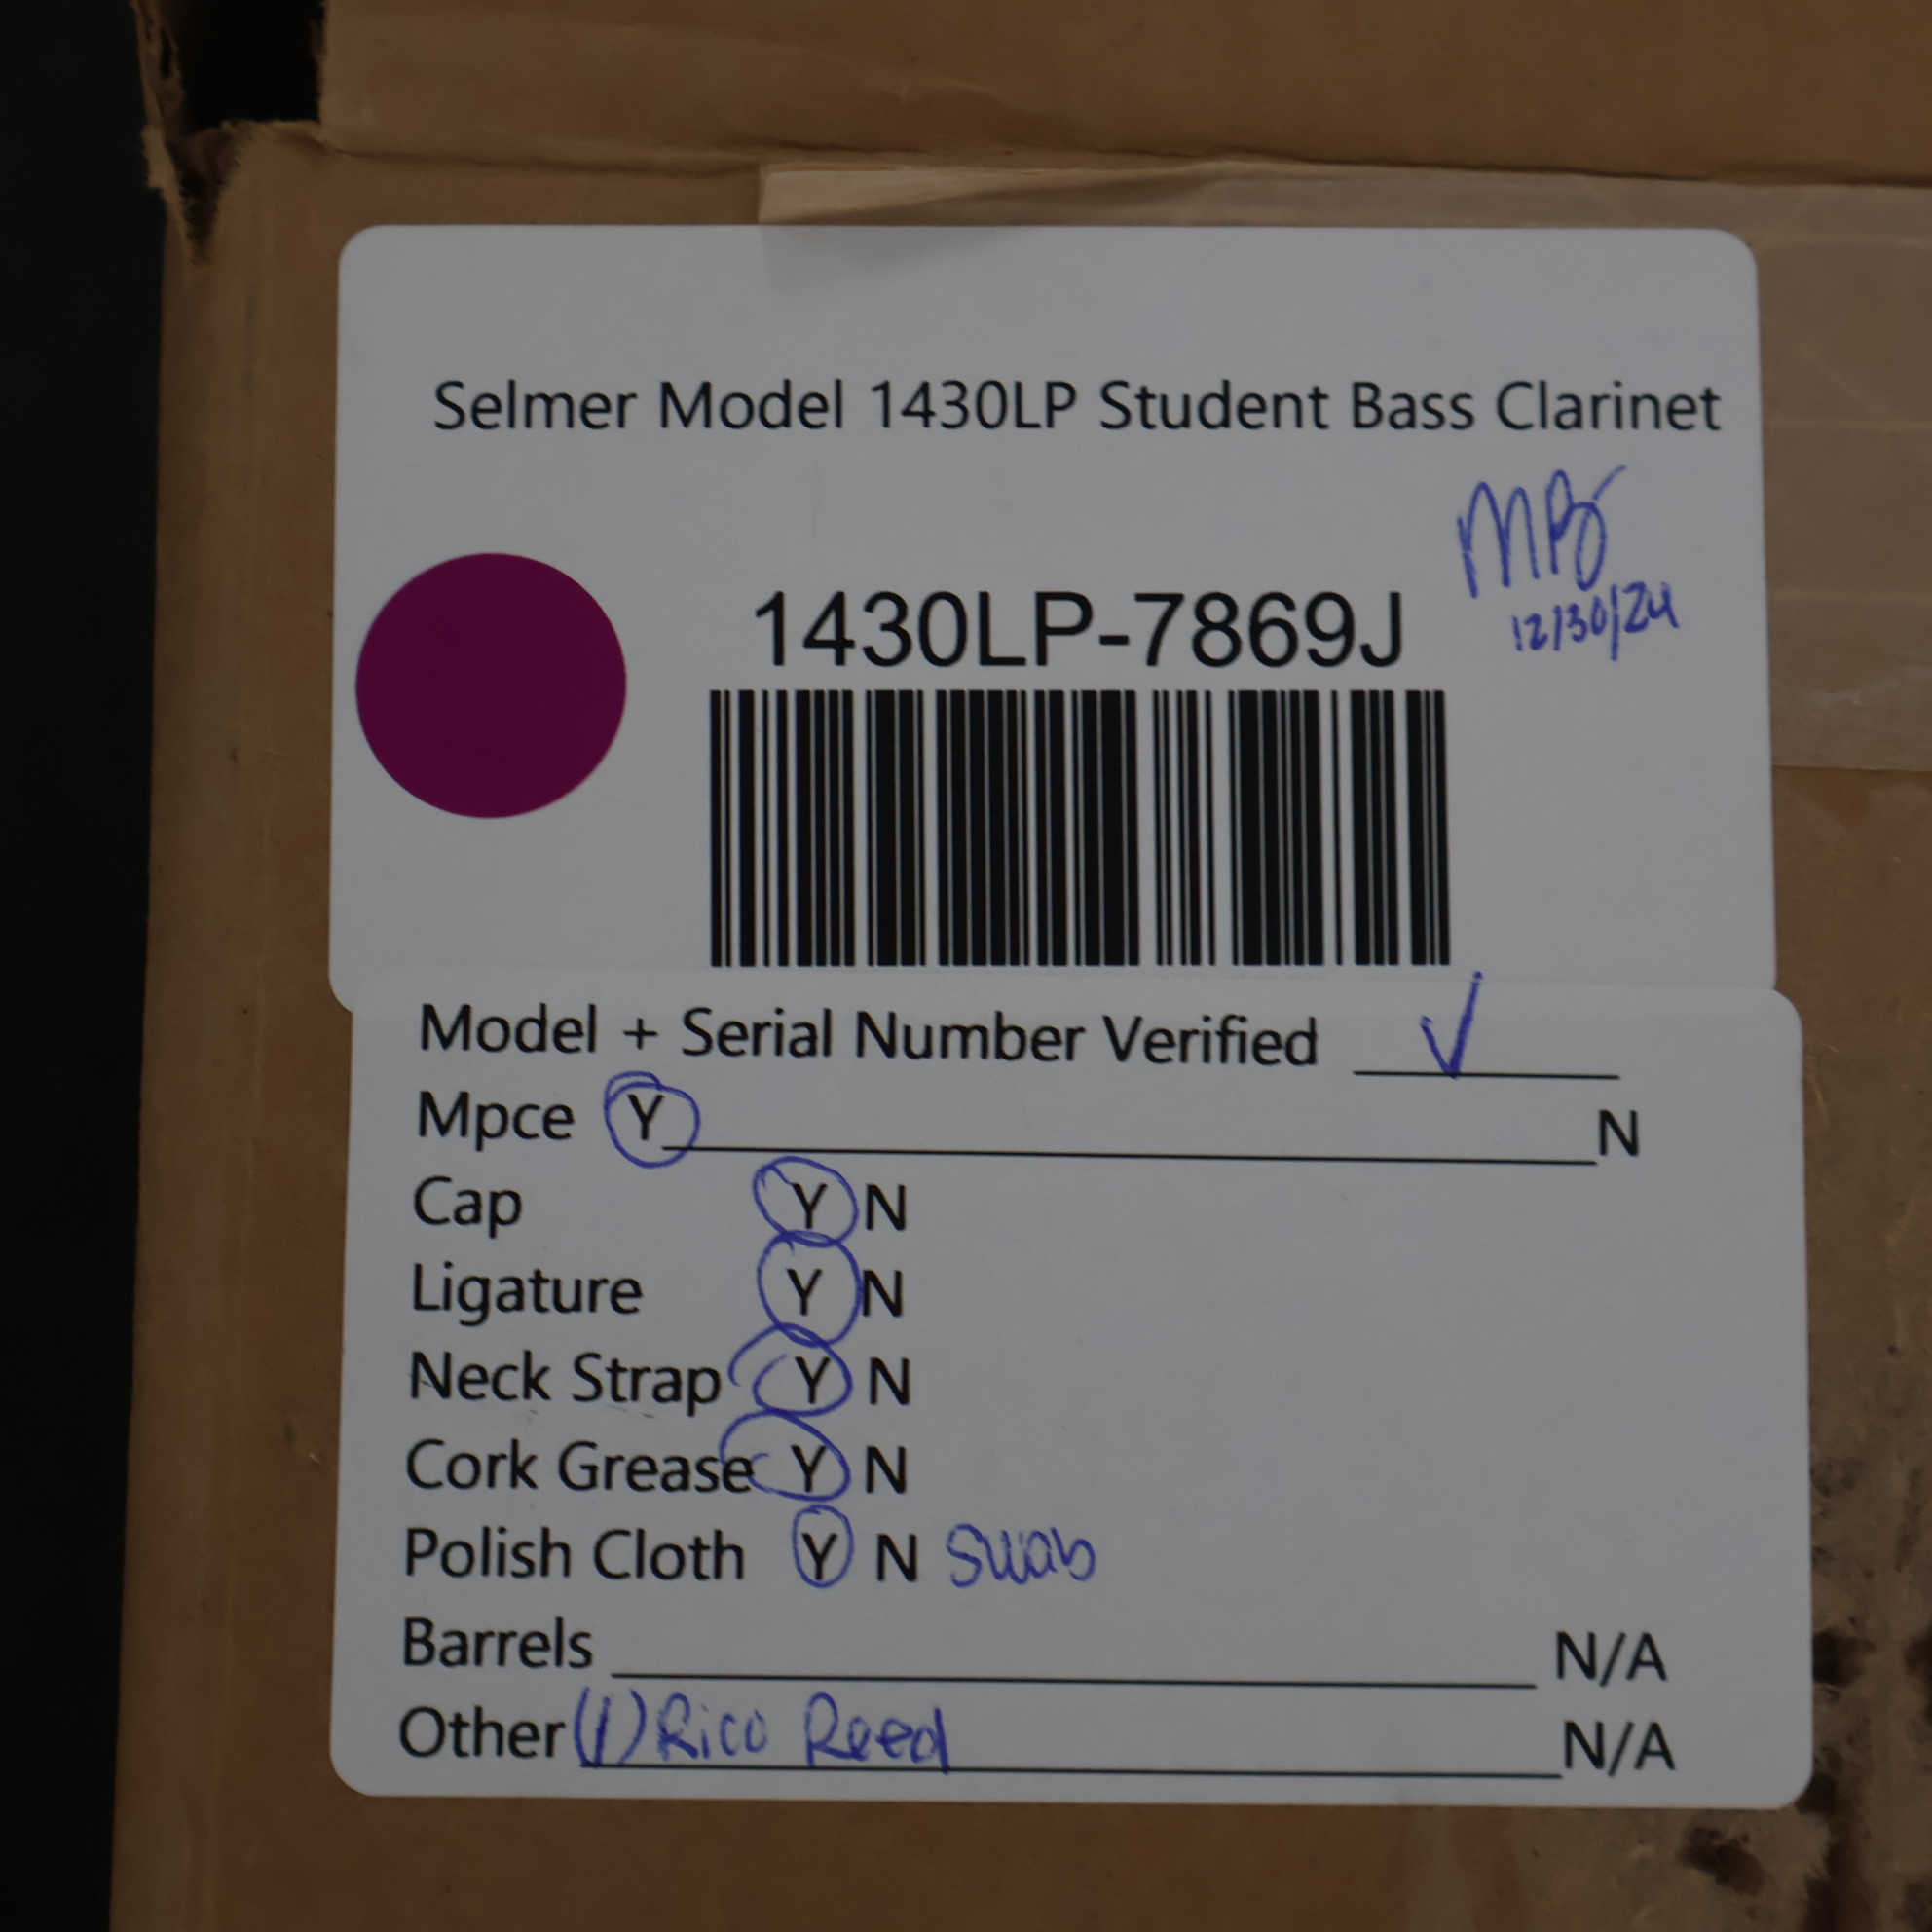 Selmer Model 1430LP Student Bass Clarinet
12/30/24
1430LP-7869J
Model + Serial Number Verified ✓
Mpce Y N
Cap Y N
Ligature Y N
Neck Strap Y N
Cork Grease Y N
Polish Cloth Y N Swab
Barrels N/A
Other (1) Rico Reed N/A